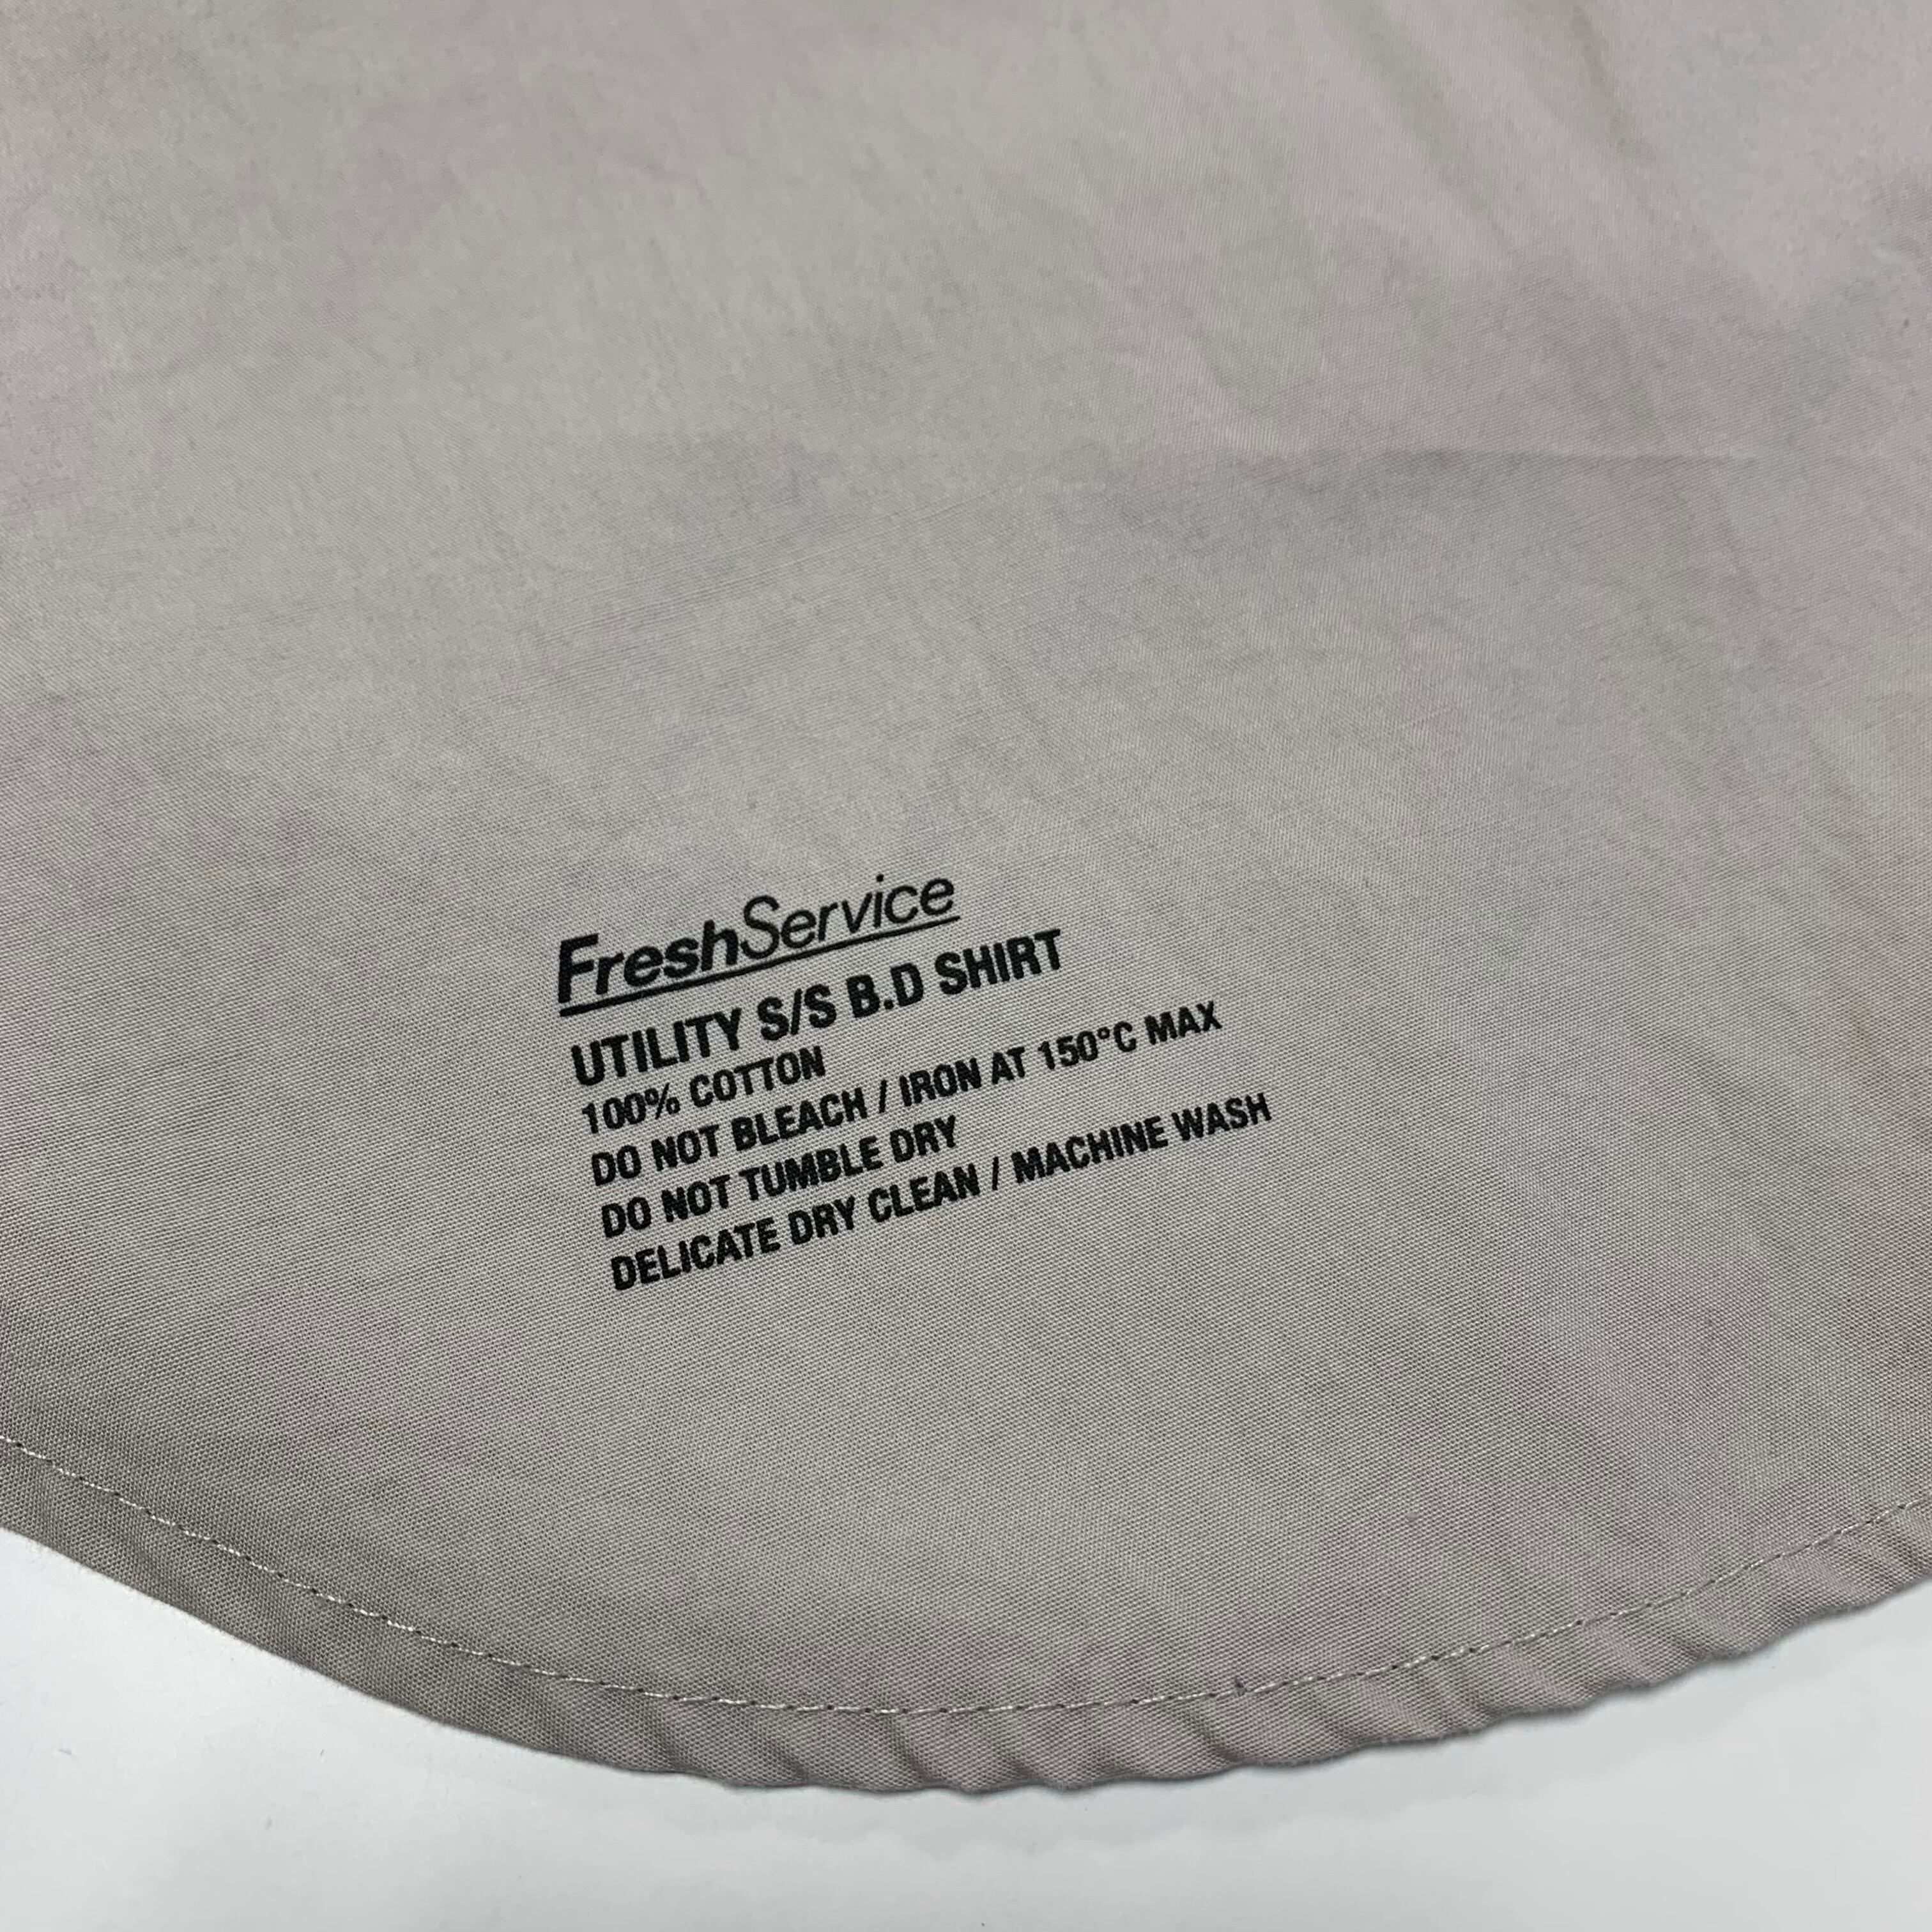 FreshService
UTILITY S/S B.D SHIRT
100% COTTON
DO NOT BLEACH / IRON AT 150°C MAX
DO NOT TUMBLE DRY
DELICATE DRY CLEAN / MACHINE WASH